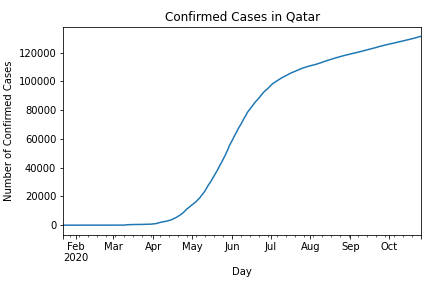 Confirmed Cases in Qatar
Number of Confirmed Cases
120000
100000
80000
60000
40000
20000
0
Feb Mar Apr May Jun Jul Aug Sep Oct
2020
Day